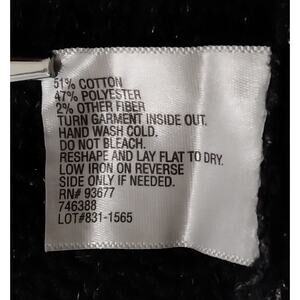 51% COTTON
47% POLYESTER
2% OTHER FIBER
TURN GARMENT INSIDE OUT.
HAND WASH COLD.
DO NOT BLEACH.
RESHAPE AND LAY FLAT TO DRY.
LOW IRON ON REVERSE
SIDE ONLY IF NEEDED.
RN# 93677
746388
LOT#831-1565